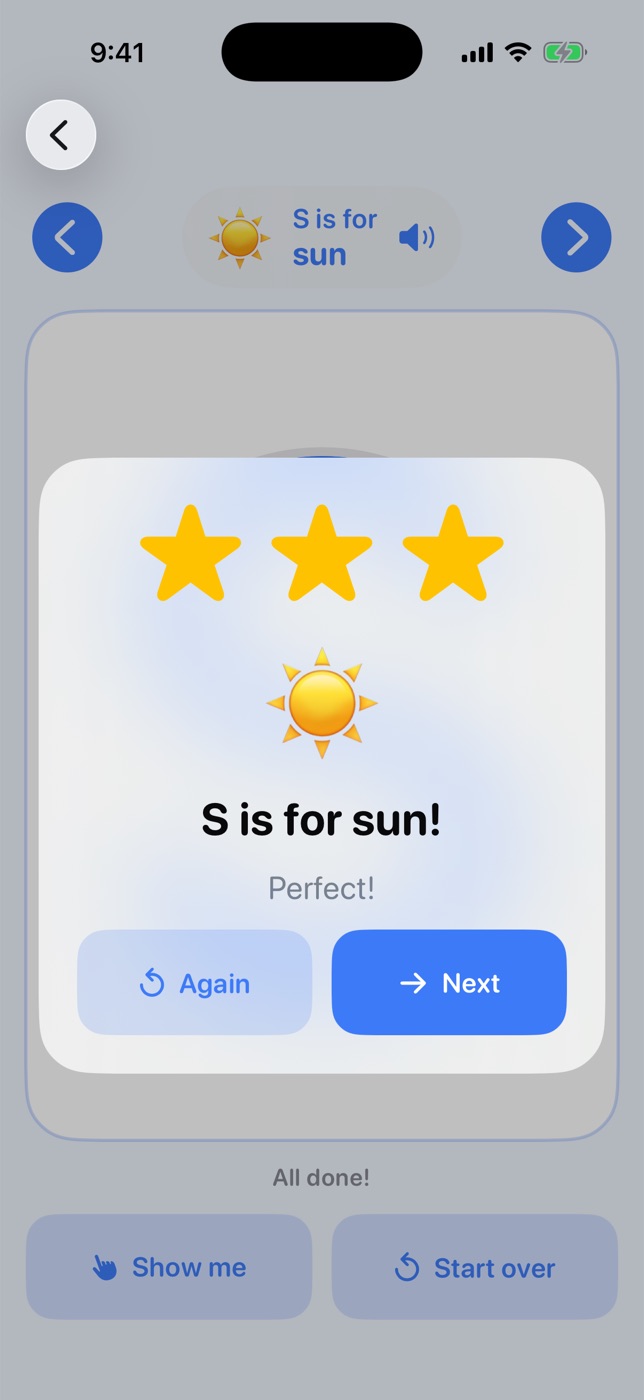 9:41
S is for
sun
S is for sun!
Perfect!
Again
Next
All done!
Show me
Start over